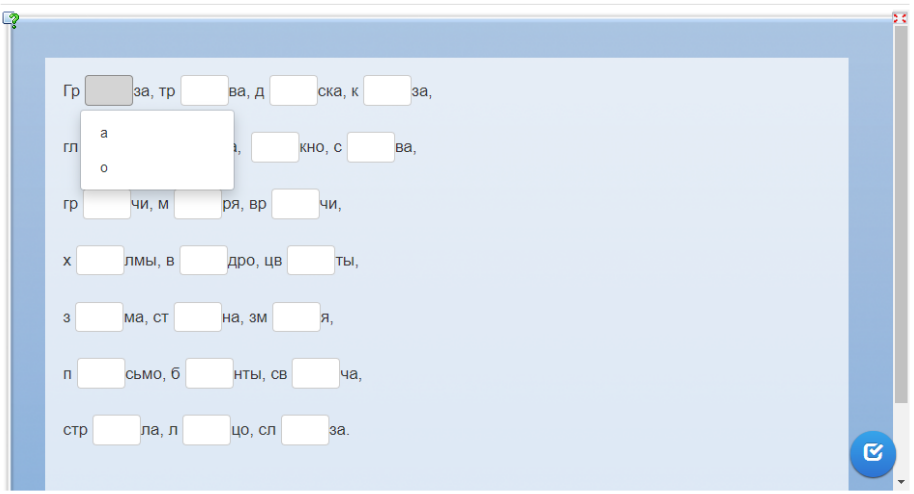 Гр за, тр ва, д ска, к за,
а
гл кно, с ва,
о
гр чи, м ря, вр чи,
х лмы, в дро, цв ты,
з ма, ст на, зм я,
п сьмо, б нты, св ча,
стр ла, л цо, сл за.